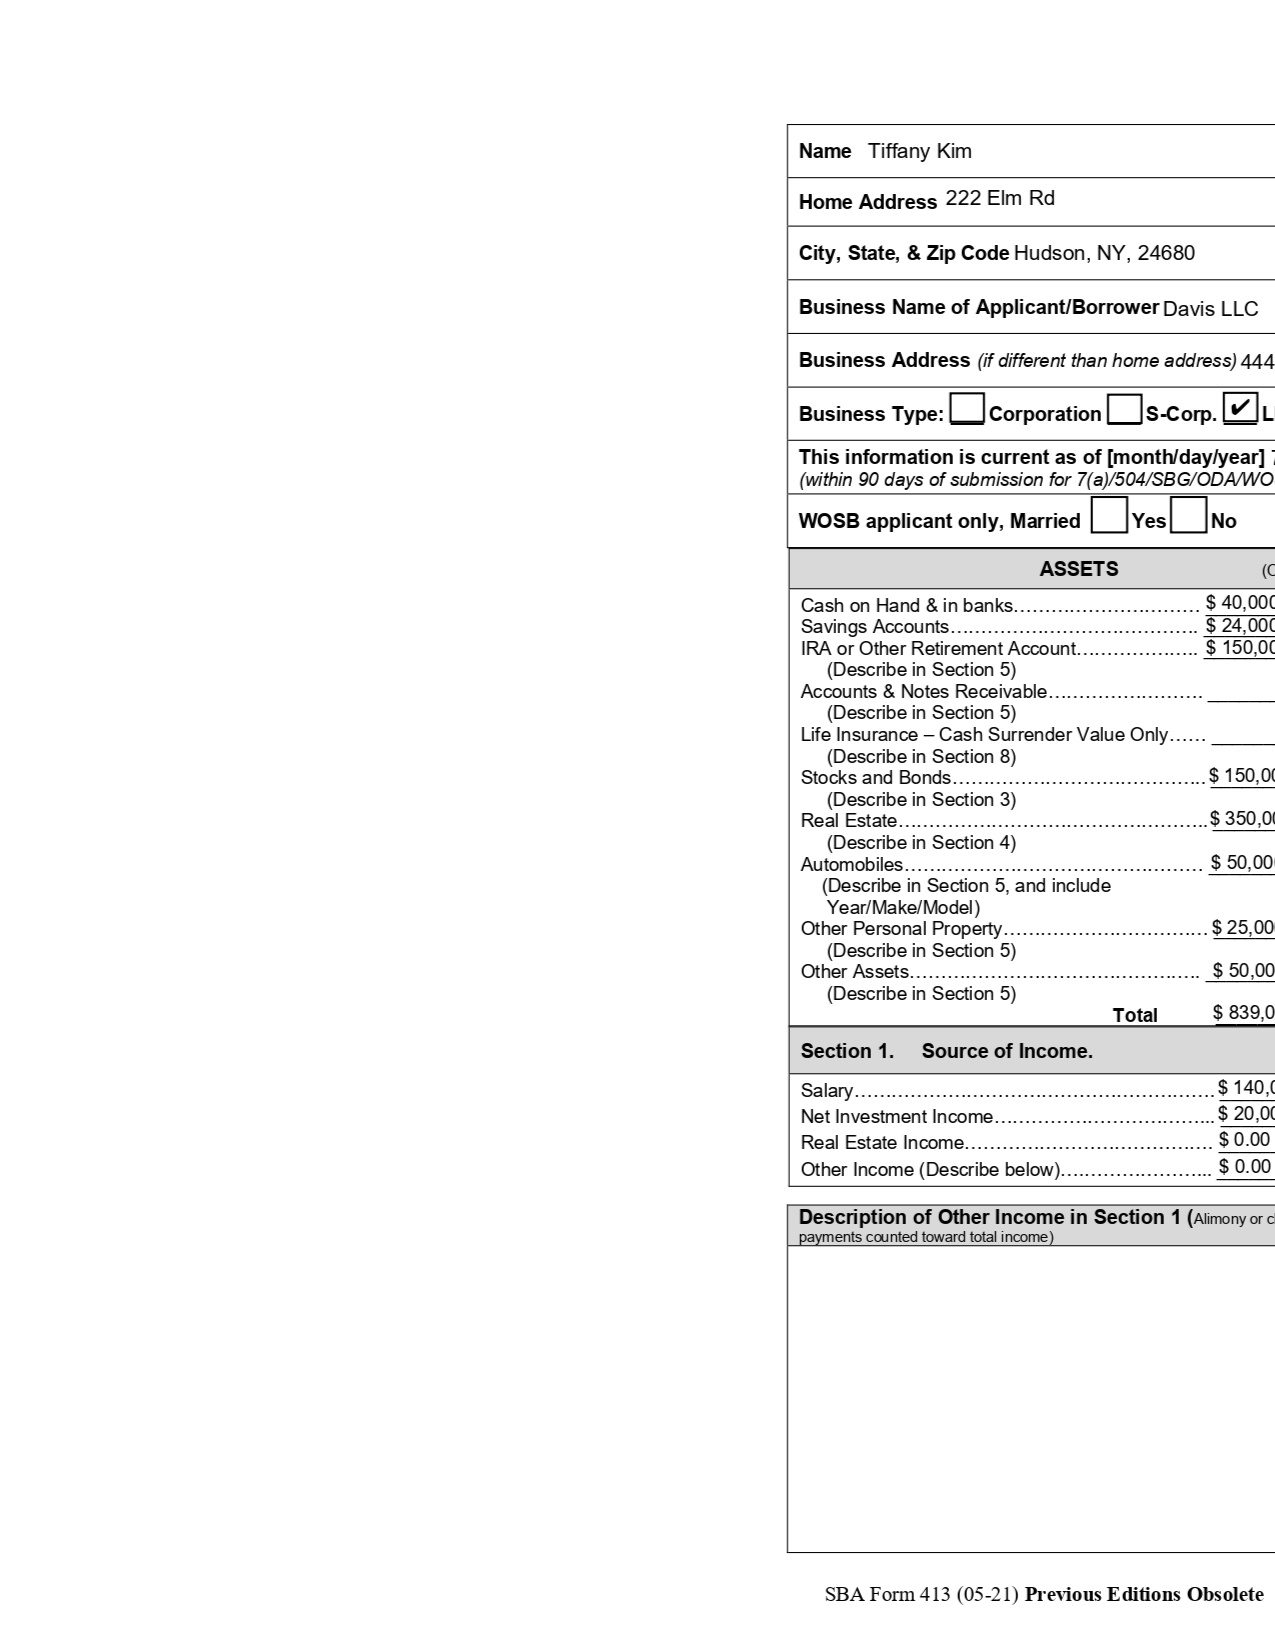 Name Tiffany Kim
Home Address 222 Elm Rd
City, State, & Zip Code Hudson, NY, 24680
Business Name of Applicant/Borrower Davis LLC
Business Address (if different than home address) 444
Business Type: Corporation S-Corp. ✔
This information is current as of [month/day/year]
(within 90 days of submission for 7(a)/504/SBG/ODA/WO
WOSB applicant only, Married Yes No
ASSETS
Cash on Hand & in banks………………………… $ 40,000
Savings Accounts………………………………….. $ 24,000
IRA or Other Retirement Account……………….. $ 150,00
(Describe in Section 5)
Accounts & Notes Receivable……………………. ______
(Describe in Section 5)
Life Insurance – Cash Surrender Value Only…… ______
(Describe in Section 8)
Stocks and Bonds…………………………………... $ 150,00
(Describe in Section 3)
Real Estate…………………………………………. $ 350,00
(Describe in Section 4)
Automobiles………………………………………… $ 50,00
(Describe in Section 5, and include
Year/Make/Model)
Other Personal Property…………………………… $ 25,00
(Describe in Section 5)
Other Assets……………………………………….. $ 50,00
(Describe in Section 5)
Total $ 839,0
Section 1. Source of Income.
Salary………………………………………………. $ 140,
Net Investment Income…………………………….. $ 20,00
Real Estate Income………………………………… $ 0.00
Other Income (Describe below)…………………... $ 0.00
Description of Other Income in Section 1 (Alimony or
payments counted toward total income)
SBA Form 413 (05-21) Previous Editions Obsolete